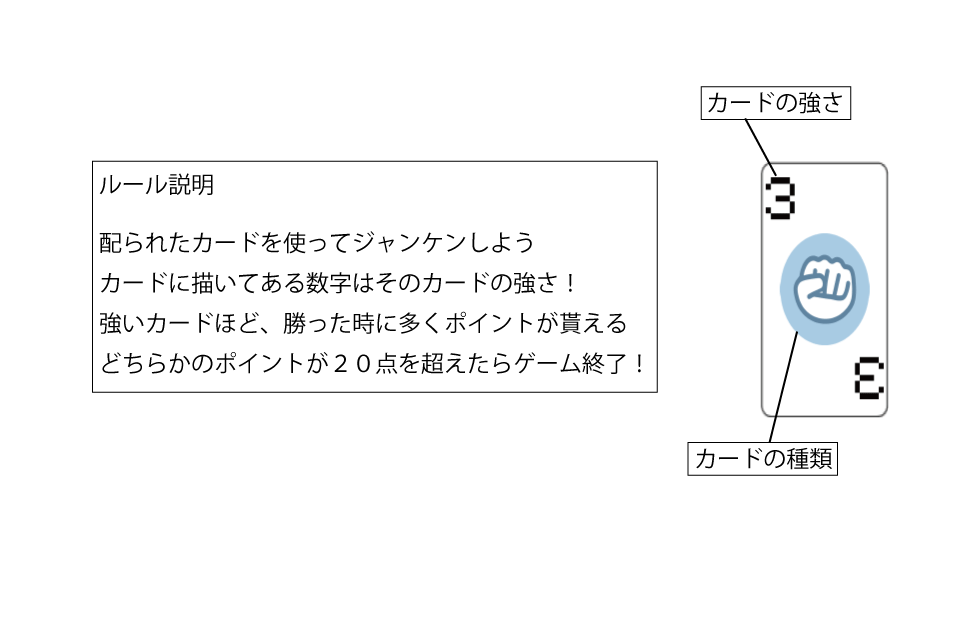 カードの強さ
ルール説明
配られたカードを使ってジャンケンしよう
カードに描いてある数字はそのカードの強さ！
強いカードほど、勝った時に多くポイントが貰える
どちらかのポイントが２０点を超えたらゲーム終了！
3
3
カードの種類